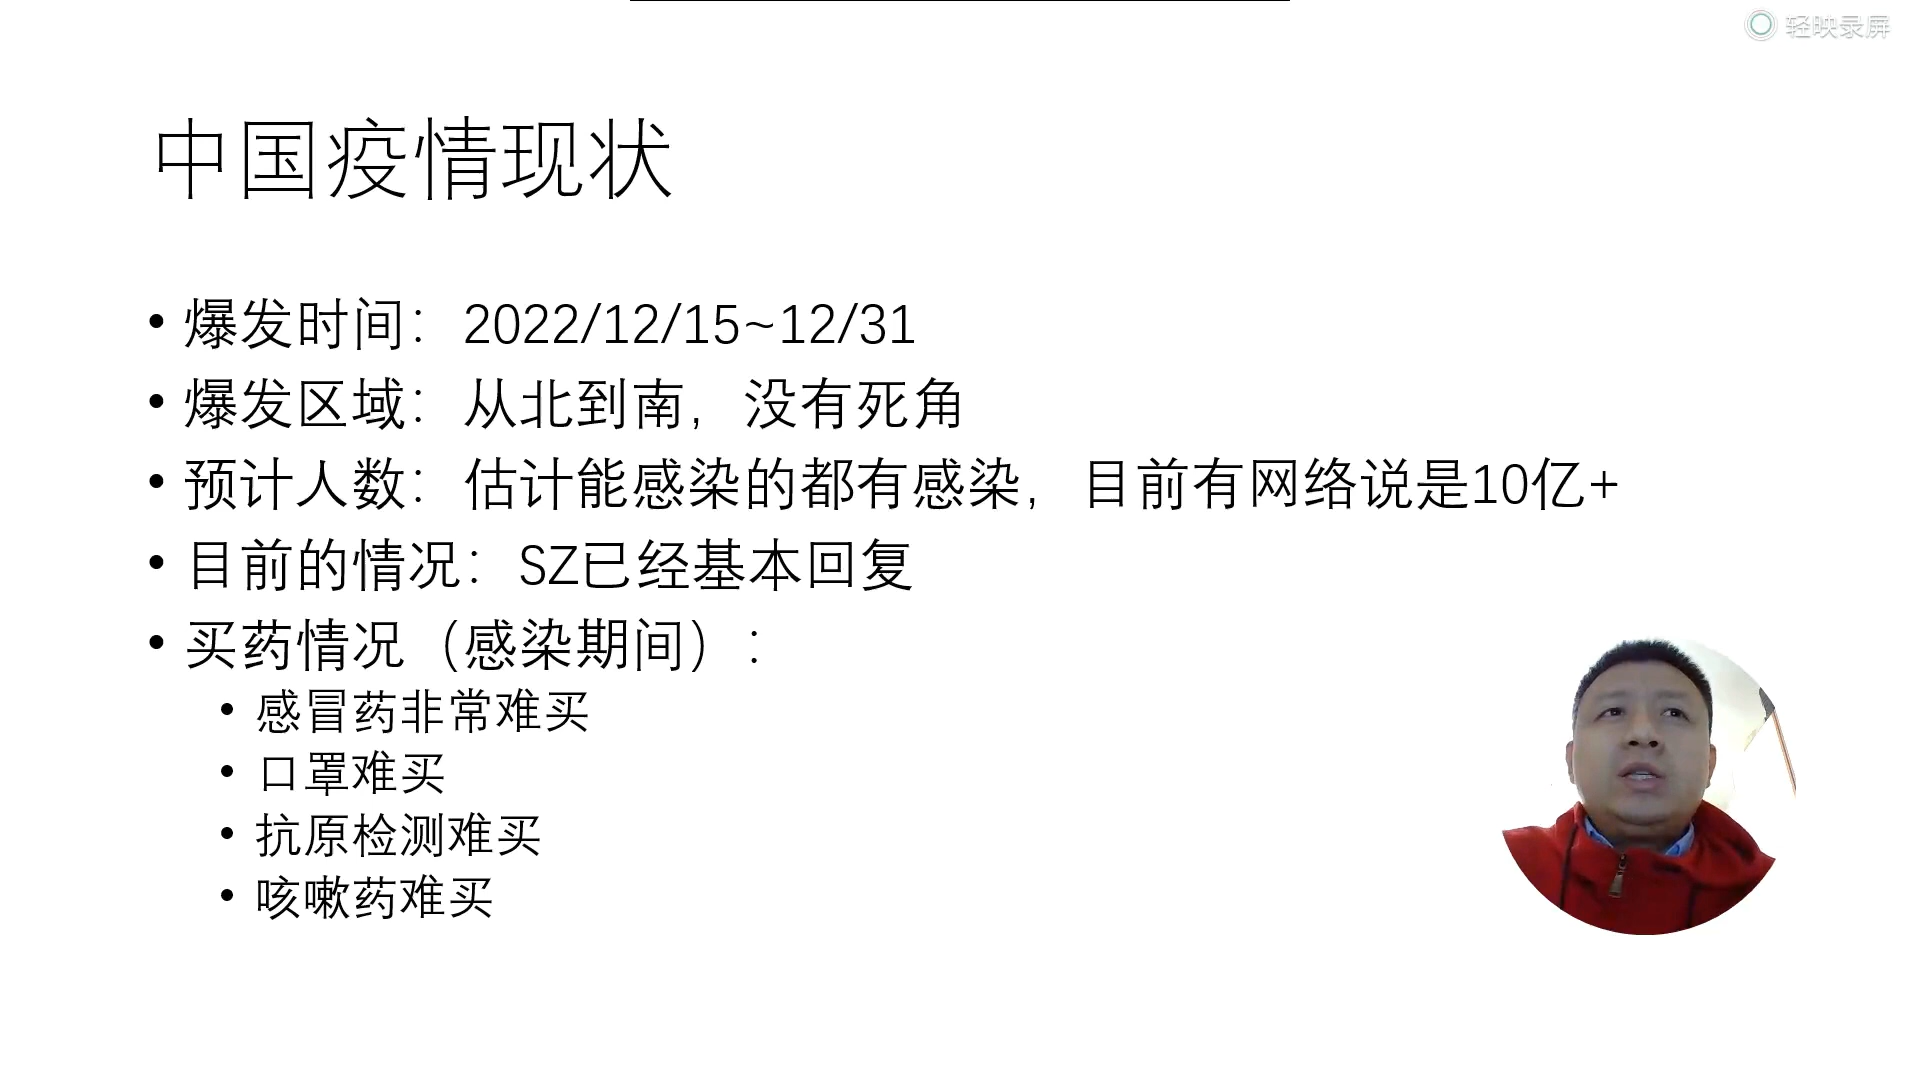 轻映录屏
中国疫情现状
• 爆发时间：2022/12/15~12/31
• 爆发区域：从北到南，没有死角
• 预计人数：估计能感染的都有感染，目前有网络说是10亿+
• 目前的情况：SZ已经基本回复
• 买药情况（感染期间）：
• 感冒药非常难买
• 口罩难买
• 抗原检测难买
• 咳嗽药难买